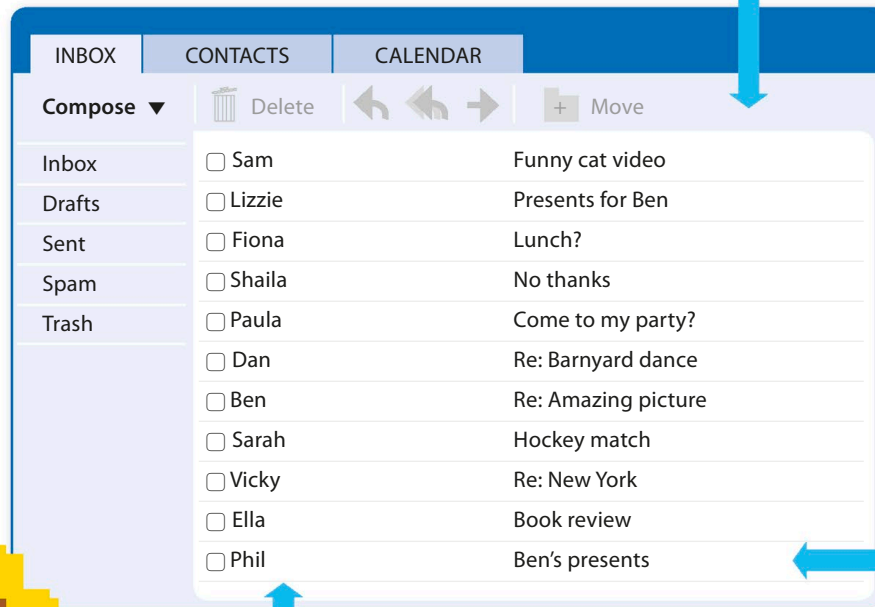 INBOX CONTACTS CALENDAR
Compose ▼ Delete + Move
Inbox
Drafts
Sent
Spam
Trash
Sam Funny cat video
Lizzie Presents for Ben
Fiona Lunch?
Shaila No thanks
Paula Come to my party?
Dan Re: Barnyard dance
Ben Re: Amazing picture
Sarah Hockey match
Vicky Re: New York
Ella Book review
Phil Ben's presents